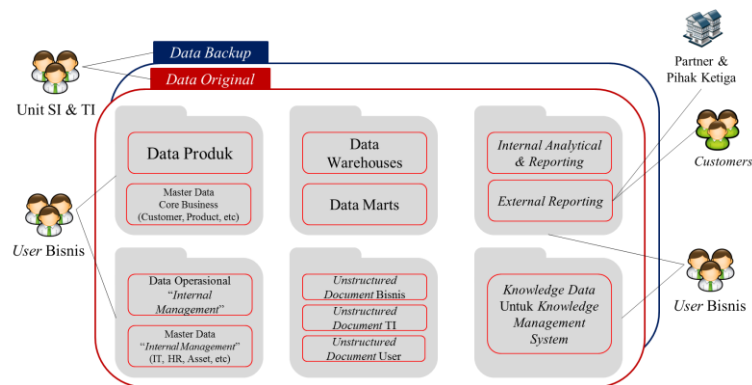 Data Backup
Data Original
Unit SI & TI
Partner &
Pihak Ketiga
Customers
User Bisnis
User Bisnis
Data Produk
Master Data
Core Business
(Customer, Product, etc)
Data
Warehouses
Data Marts
Internal Analytical
& Reporting
External Reporting
Data Operasional
“Internal
Management”
Master Data
“Internal Management”
(IT, HR, Asset, etc)
Unstructured
Document Bisnis
Unstructured
Document TI
Unstructured
Document User
Knowledge Data
Untuk Knowledge
Management
System